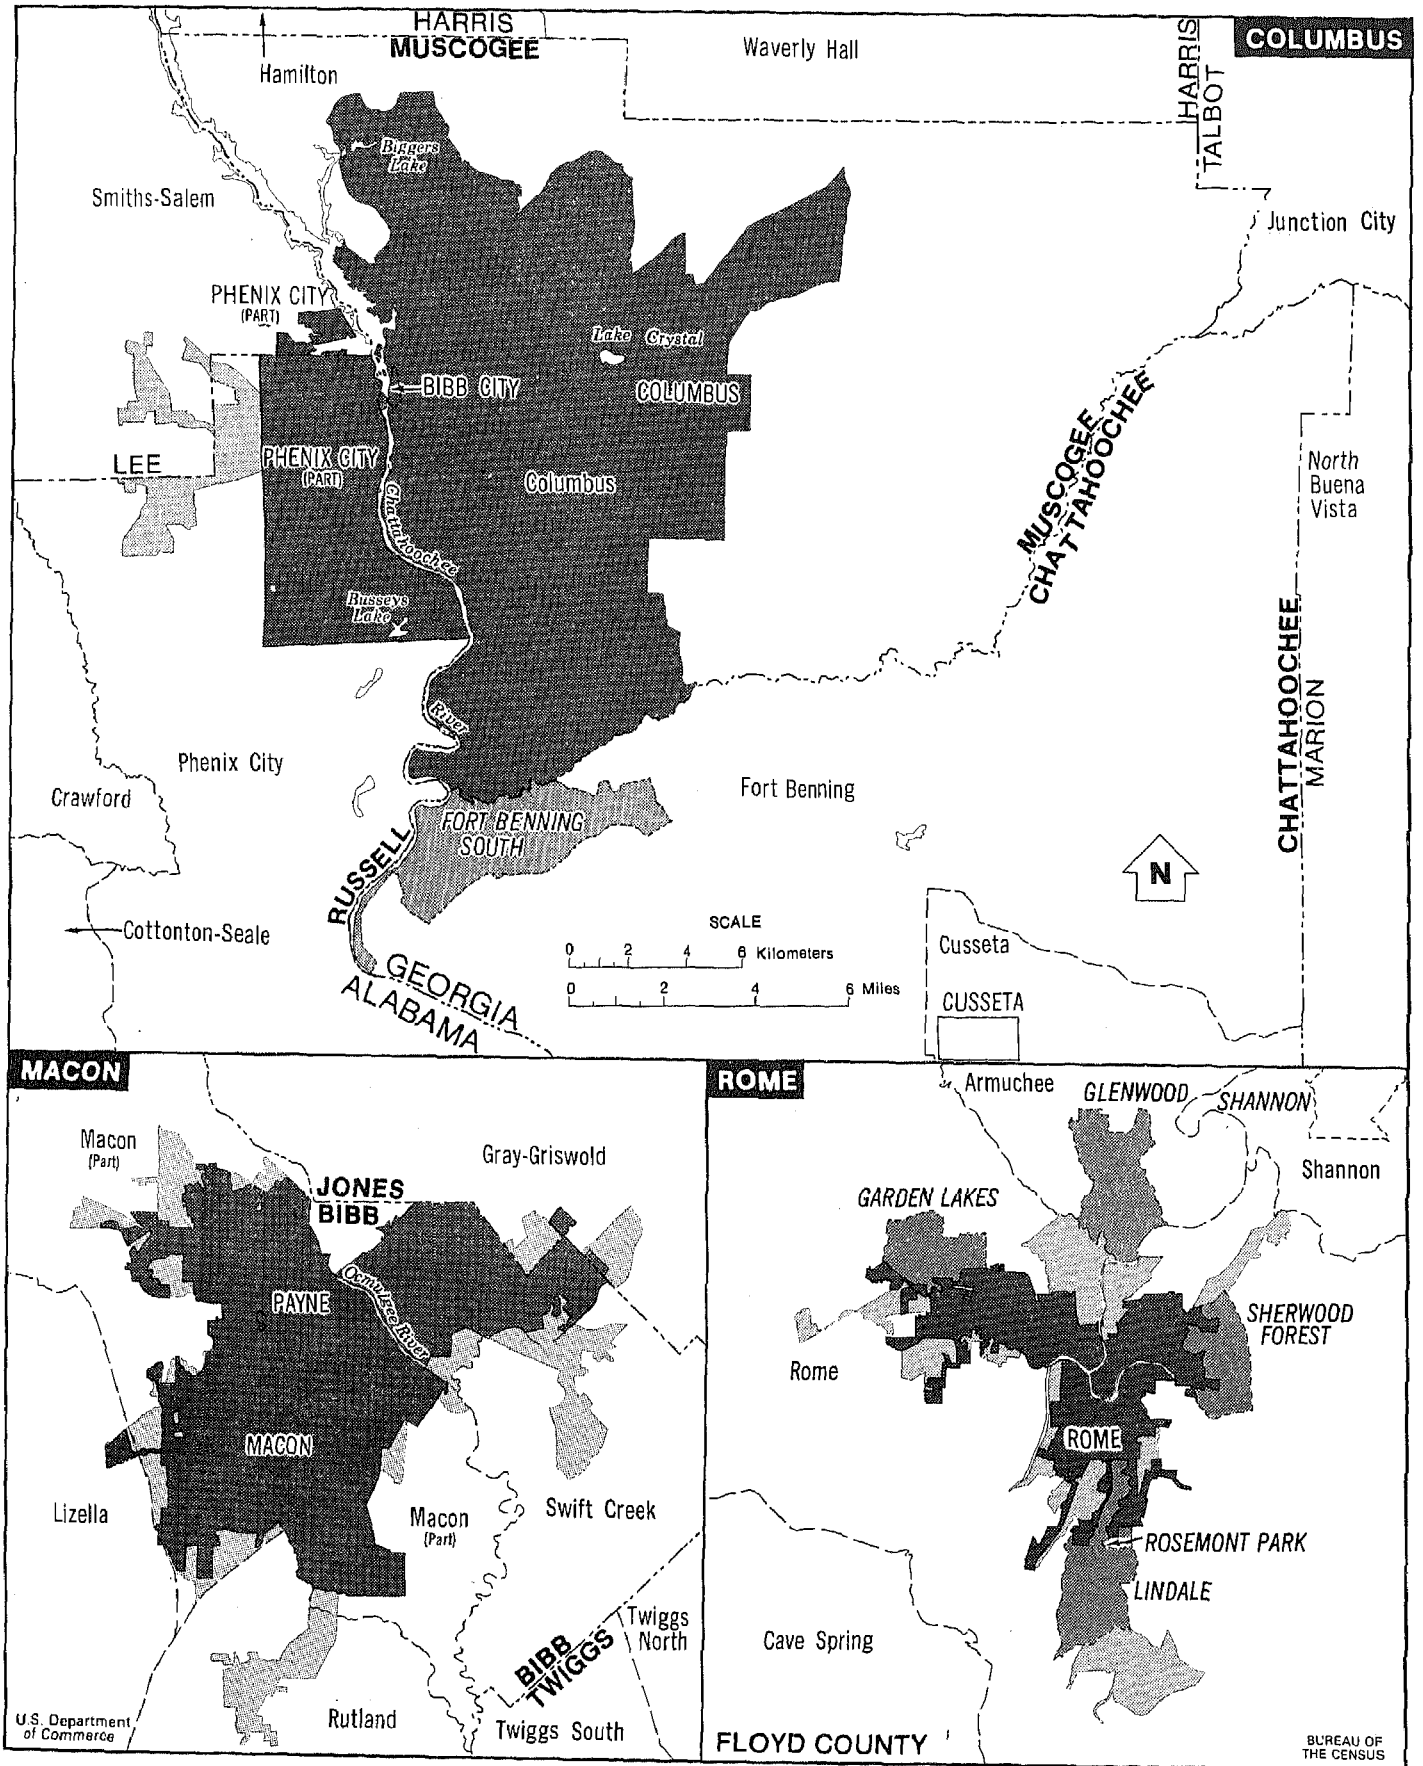 HARRIS
MUSCOGEE
Hamilton
Waverly Hall
HARRIS
TALBOT
COLUMBUS
Biggers
Lake
Smiths-Salem
Junction City
PHENIX CITY
(PART)
Lake Crystal
BIBB CITY
COLUMBUS
MUSCOGEE
CHATTAHOOCHEE
LEE
PHENIX CITY
(PART)
Columbus
North
Buena
Vista
Chattahoochee
Busseys
Lake
River
CHATTAHOOCHEE
MARION
Phenix City
Crawford
Fort Benning
FORT BENNING
SOUTH
RUSSELL
N
Cottonton-Seale
SCALE
0 2 4 6 Kilometers
0 2 4 6 Miles
Cusseta
CUSSETA
GEORGIA
ALABAMA
MACON
Macon
(Part)
Gray-Griswold
JONES
BIBB
Ocmulgee River
PAYNE
MACON
Lizella
Macon
(Part)
Swift Creek
BIBB
TWIGGS
Twiggs
North
Rutland
Twiggs South
U.S. Department
of Commerce
ROME
Armuchee
GLENWOOD
SHANNON
Shannon
GARDEN LAKES
SHERWOOD
FOREST
Rome
ROME
ROSEMONT PARK
LINDALE
Cave Spring
FLOYD COUNTY
BUREAU OF
THE CENSUS